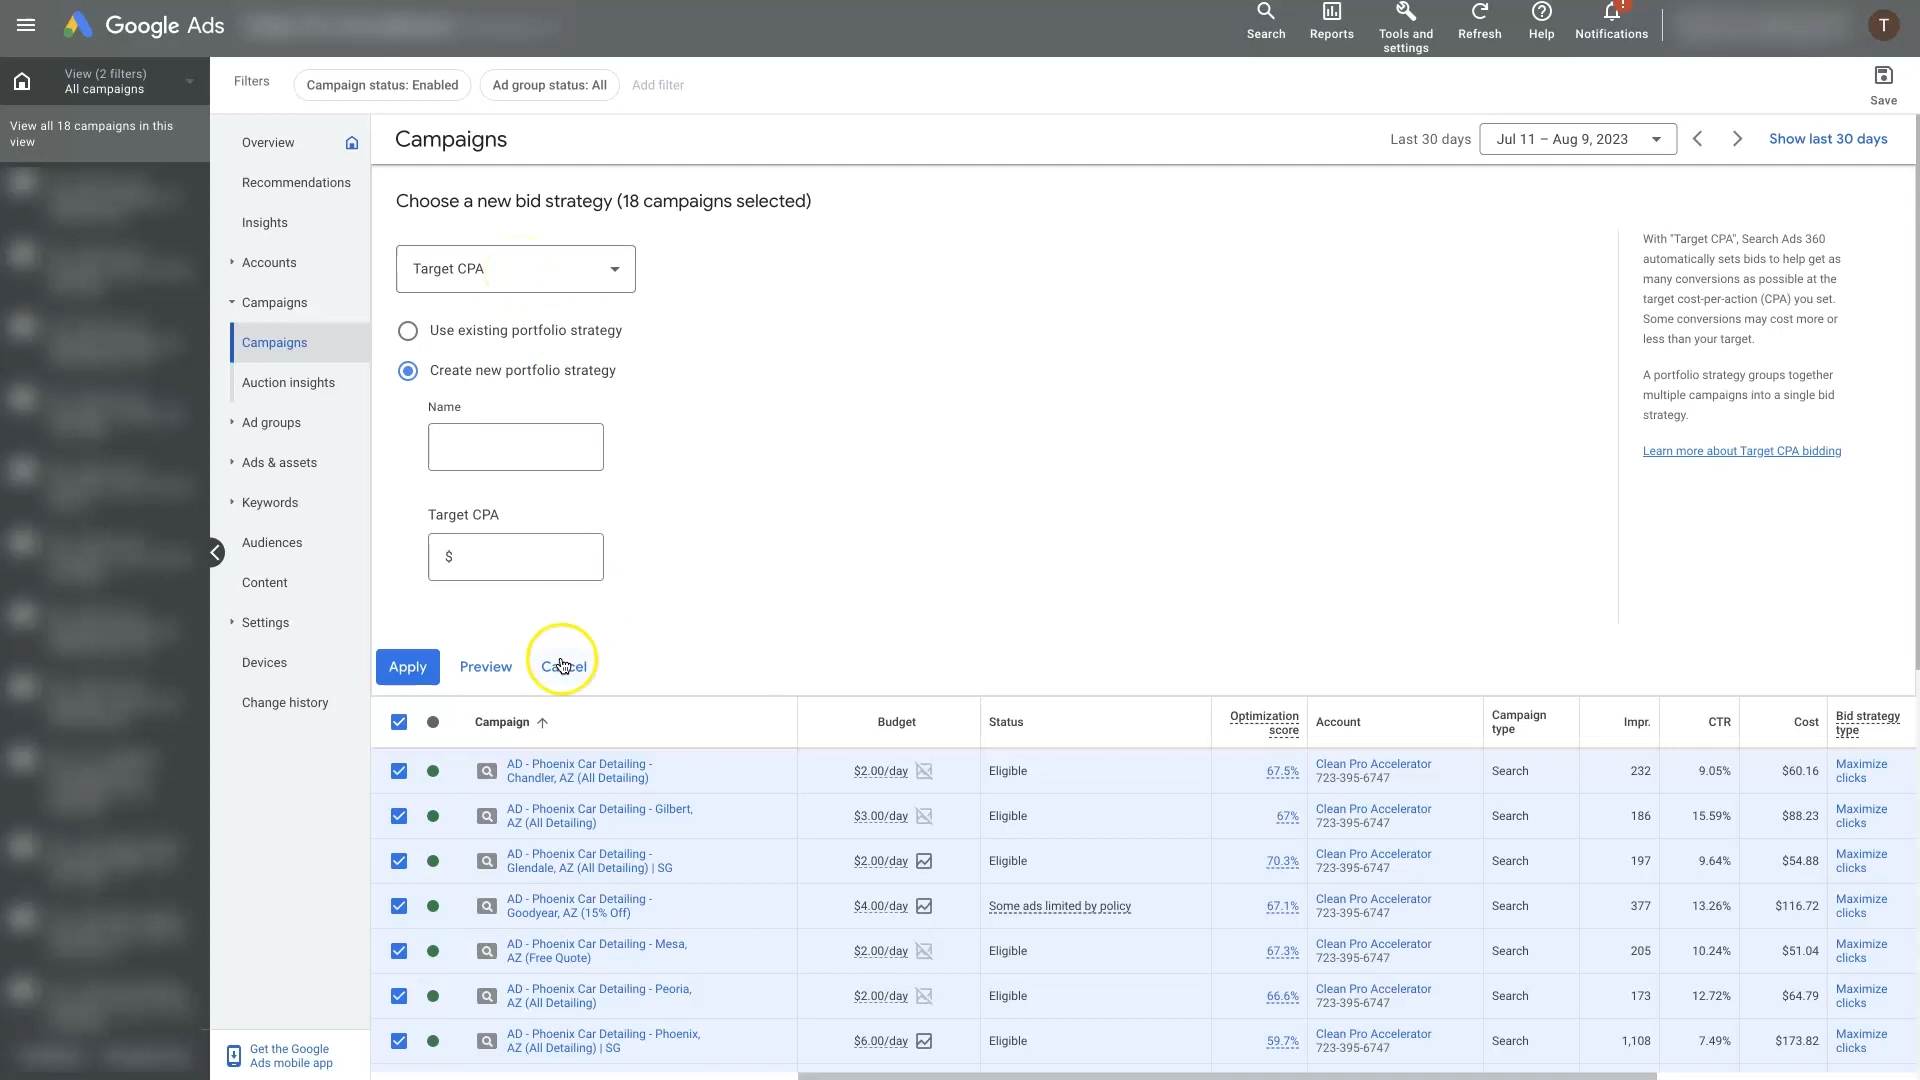 Google Ads
Search
Reports
Tools and
settings
Refresh
Help
Notifications
!
T
View (2 filters)
All campaigns
View all 18 campaigns in this
view
Filters
Campaign status: Enabled
Ad group status: All
Add filter
Save
Overview
Recommendations
Insights
Accounts
Campaigns
Campaigns
Auction insights
Ad groups
Ads & assets
Keywords
Audiences
Content
Settings
Devices
Change history
Get the Google
Ads mobile app
Campaigns
Last 30 days
Jul 11 – Aug 9, 2023
Show last 30 days
Choose a new bid strategy (18 campaigns selected)
Target CPA
Use existing portfolio strategy
Create new portfolio strategy
Name
Target CPA
$
With "Target CPA", Search Ads 360
automatically sets bids to help get as
many conversions as possible at the
target cost-per-action (CPA) you set.
Some conversions may cost more or
less than your target.
A portfolio strategy groups together
multiple campaigns into a single bid
strategy.
Learn more about Target CPA bidding
Apply Preview Cancel
Campaign Budget Status Optimization score Account Campaign type Impr. CTR Cost Bid strategy type
AD - Phoenix Car Detailing - Chandler, AZ (All Detailing) $2.00/day Eligible 67.5% Clean Pro Accelerator 723-395-6747 Search 232 9.05% $60.16 Maximize clicks
AD - Phoenix Car Detailing - Gilbert, AZ (All Detailing) $3.00/day Eligible 67% Clean Pro Accelerator 723-395-6747 Search 186 15.59% $88.23 Maximize clicks
AD - Phoenix Car Detailing - Glendale, AZ (All Detailing) | SG $2.00/day Eligible 70.3% Clean Pro Accelerator 723-395-6747 Search 197 9.64% $54.88 Maximize clicks
AD - Phoenix Car Detailing - Goodyear, AZ (15% Off) $4.00/day Some ads limited by policy 67.1% Clean Pro Accelerator 723-395-6747 Search 377 13.26% $116.72 Maximize clicks
AD - Phoenix Car Detailing - Mesa, AZ (Free Quote) $2.00/day Eligible 67.3% Clean Pro Accelerator 723-395-6747 Search 205 10.24% $51.04 Maximize clicks
AD - Phoenix Car Detailing - Peoria, AZ (All Detailing) $2.00/day Eligible 66.6% Clean Pro Accelerator 723-395-6747 Search 173 12.72% $64.79 Maximize clicks
AD - Phoenix Car Detailing - Phoenix, AZ (All Detailing) | SG $6.00/day Eligible 59.7% Clean Pro Accelerator 723-395-6747 Search 1,108 7.49% $173.82 Maximize clicks